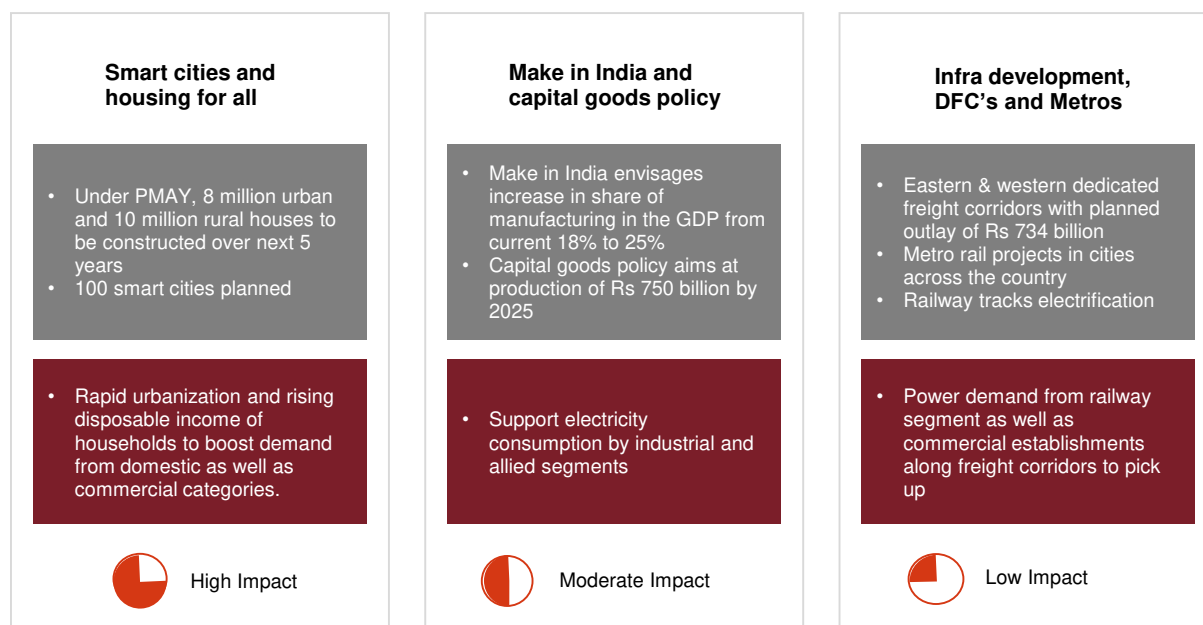 Smart cities and
housing for all
• Under PMAY, 8 million urban
and 10 million rural houses to
be constructed over next 5
years
• 100 smart cities planned
• Rapid urbanization and rising
disposable income of
households to boost demand
from domestic as well as
commercial categories.
High Impact
Make in India and
capital goods policy
• Make in India envisages
increase in share of
manufacturing in the GDP from
current 18% to 25%
• Capital goods policy aims at
production of Rs 750 billion by
2025
• Support electricity
consumption by industrial and
allied segments
Moderate Impact
Infra development,
DFC's and Metros
• Eastern & western dedicated
freight corridors with planned
outlay of Rs 734 billion
• Metro rail projects in cities
across the country
• Railway tracks electrification
• Power demand from railway
segment as well as
commercial establishments
along freight corridors to pick
up
Low Impact